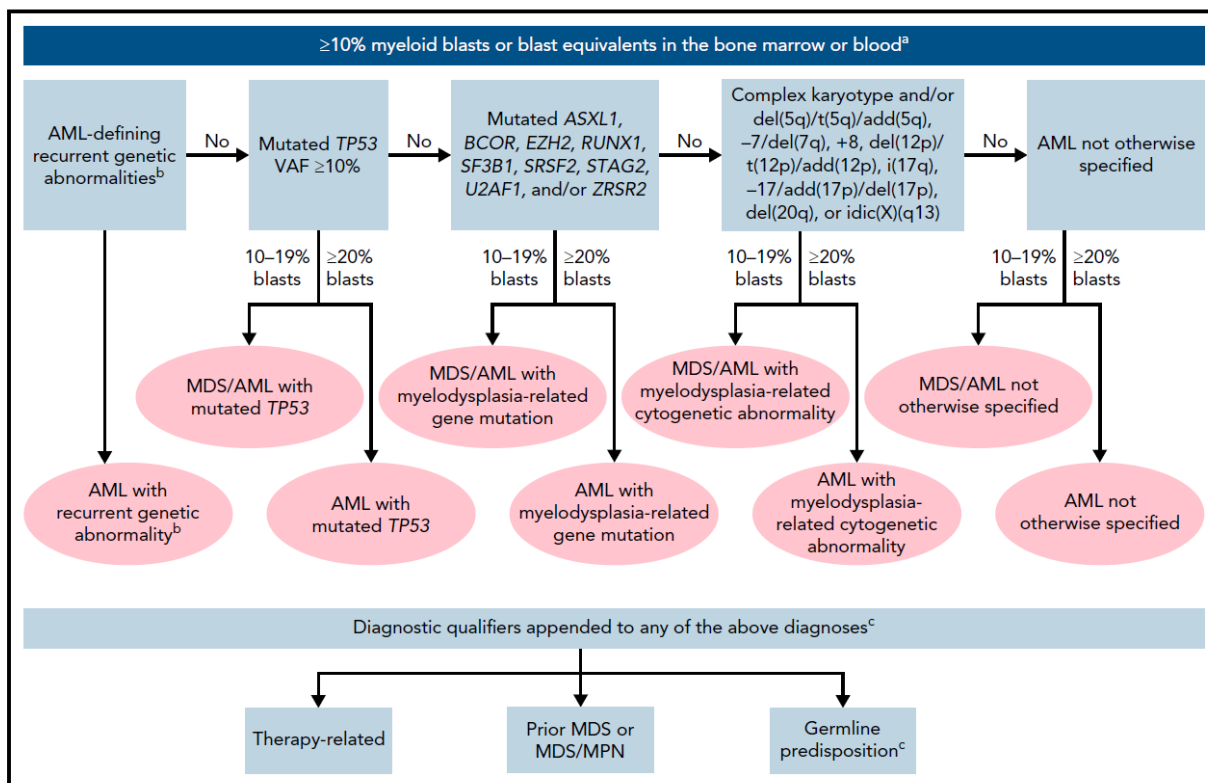 ≥10% myeloid blasts or blast equivalents in the bone marrow or bloodᵃ
AML-defining
recurrent genetic
abnormalitiesᵇ
No
Mutated TP53
VAF ≥10%
No
Mutated ASXL1,
BCOR, EZH2, RUNX1,
SF3B1, SRSF2, STAG2,
U2AF1, and/or ZRSR2
No
Complex karyotype and/or
del(5q)/t(5q)/add(5q),
–7/del(7q), +8, del(12p)/
t(12p)/add(12p), i(17q),
–17/add(17p)/del(17p),
del(20q), or idic(X)(q13)
No
AML not otherwise
specified
10–19%
blasts
≥20%
blasts
10–19%
blasts
≥20%
blasts
10–19%
blasts
≥20%
blasts
10–19%
blasts
≥20%
blasts
MDS/AML with
mutated TP53
MDS/AML with
myelodysplasia-related
gene mutation
MDS/AML with
myelodysplasia-related
cytogenetic abnormality
MDS/AML not
otherwise specified
AML with
recurrent genetic
abnormalityᵇ
AML with
mutated TP53
AML with
myelodysplasia-related
gene mutation
AML with
myelodysplasia-
related cytogenetic
abnormality
AML not
otherwise specified
Diagnostic qualifiers appended to any of the above diagnosesᶜ
Therapy-related
Prior MDS or
MDS/MPN
Germline
predispositionᶜ